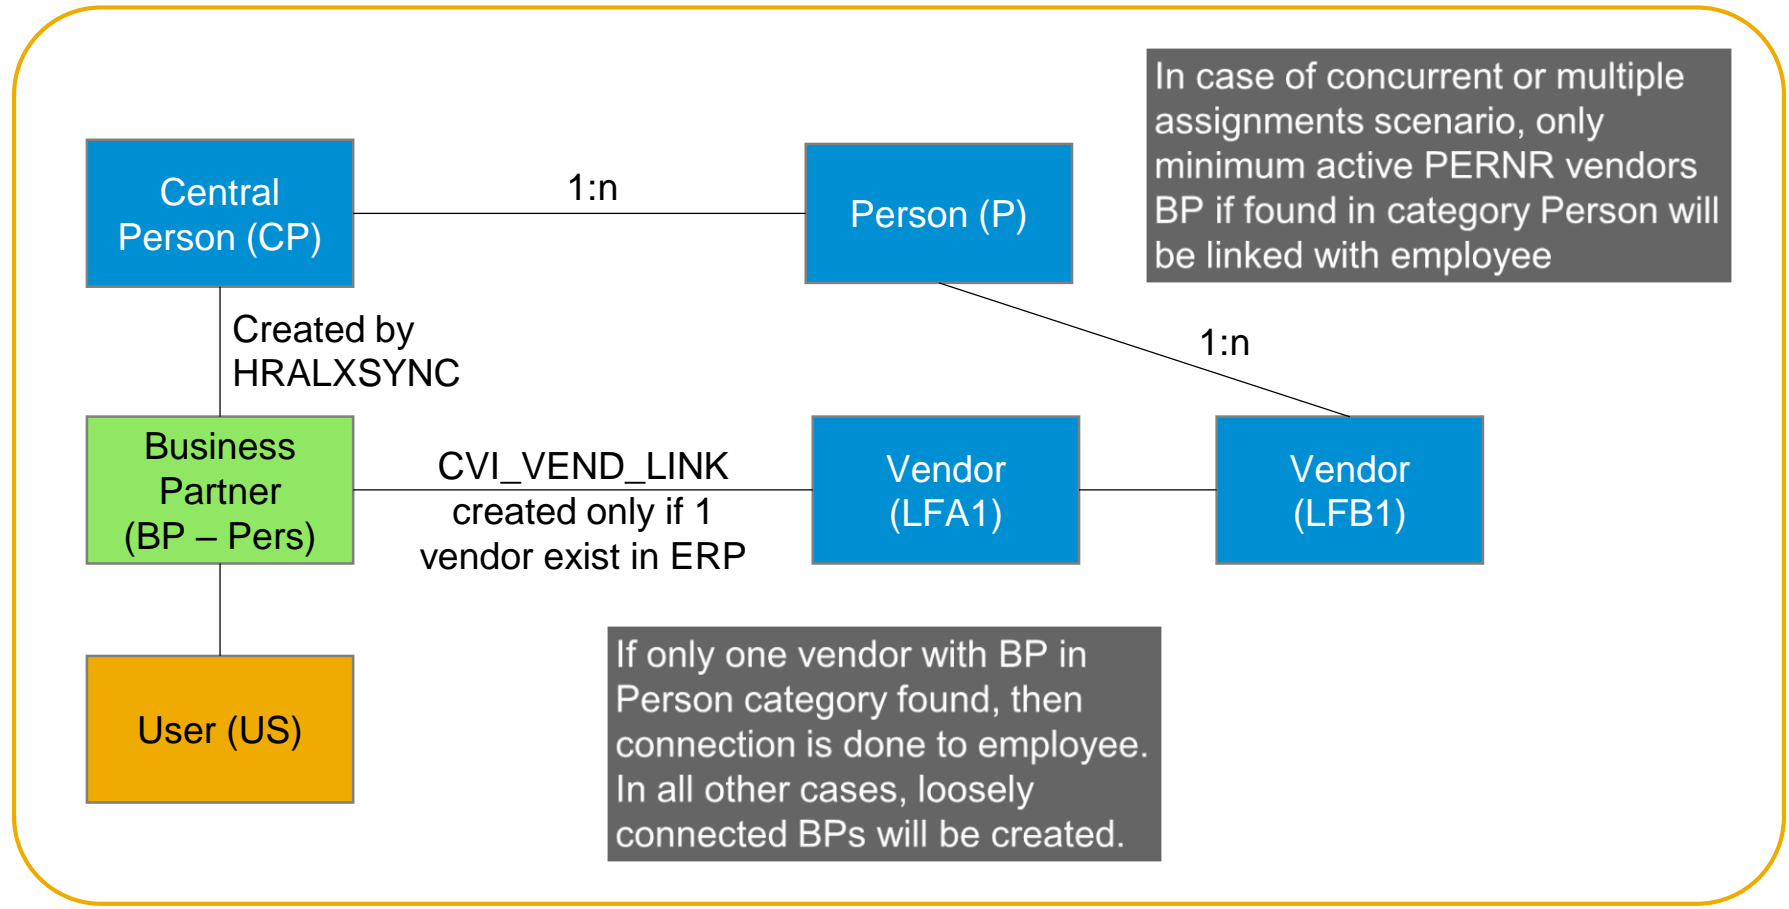 In case of concurrent or multiple
assignments scenario, only
minimum active PERNR vendors
BP if found in category Person will
be linked with employee
Central
Person (CP)
1:n
Person (P)
Created by
HRALXSYNC
1:n
Business
Partner
(BP – Pers)
CVI_VEND_LINK
created only if 1
vendor exist in ERP
Vendor
(LFA1)
Vendor
(LFB1)
User (US)
If only one vendor with BP in
Person category found, then
connection is done to employee.
In all other cases, loosely
connected BPs will be created.